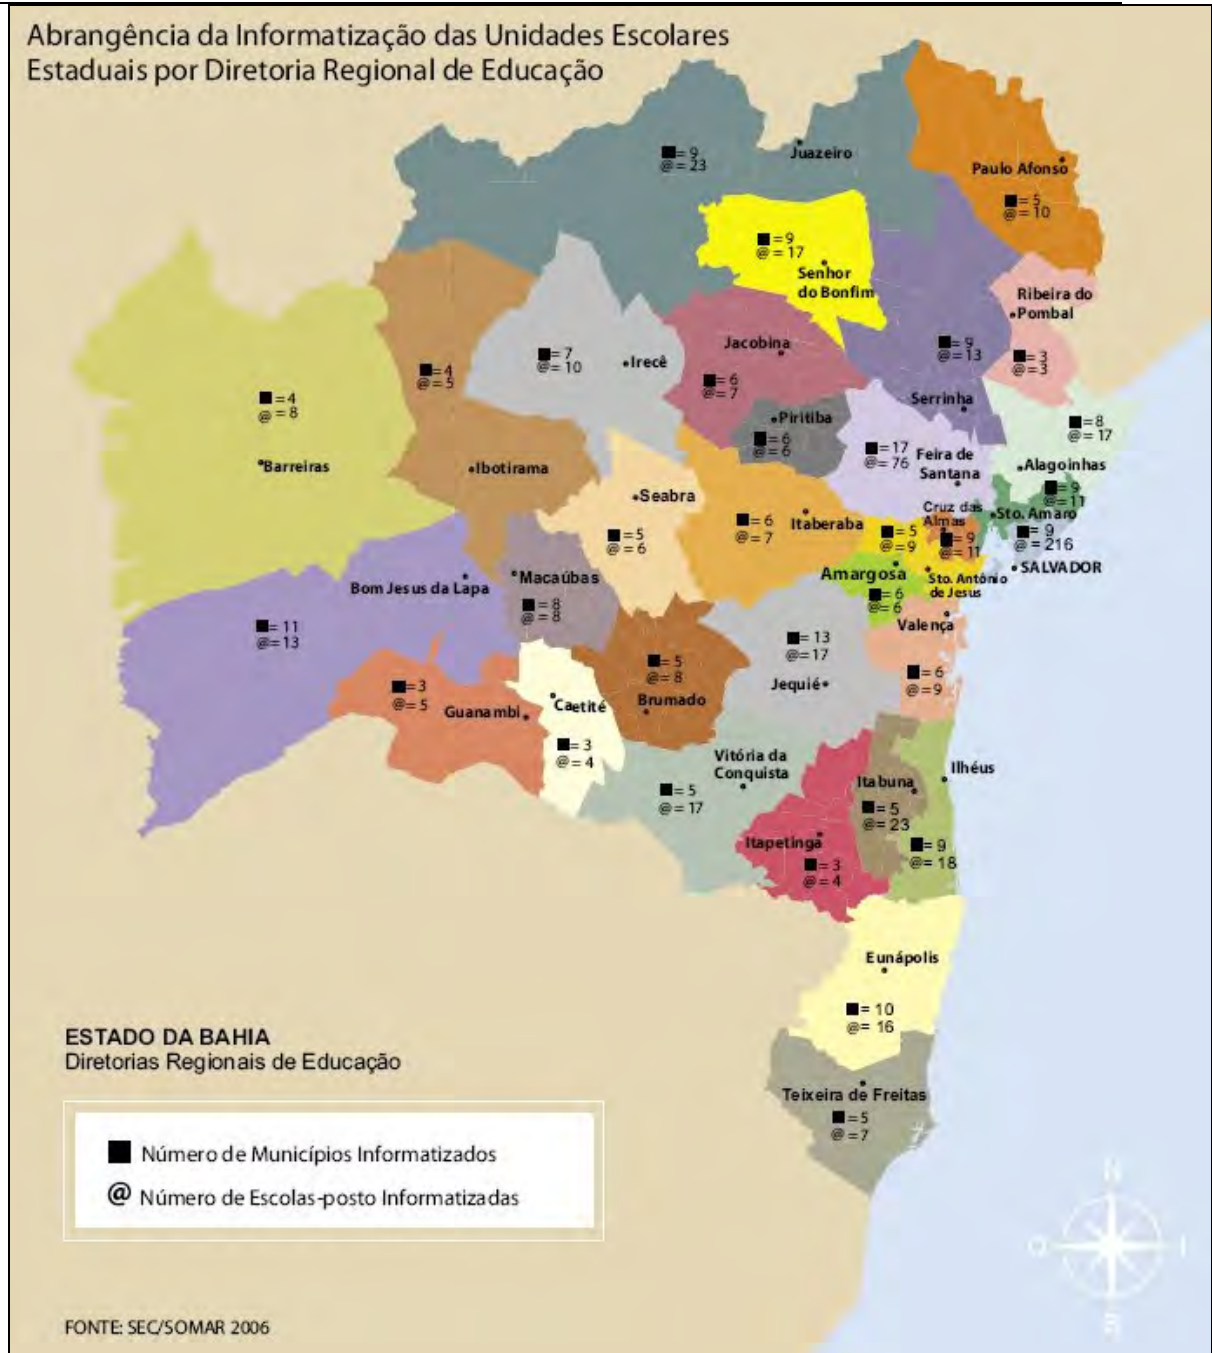 Abrangência da Informatização das Unidades Escolares
Estaduais por Diretoria Regional de Educação
■= 9
@ = 23
Juazeiro
Paulo Afonso
■= 5
@= 10
■= 9
@ = 17
Senhor
do Bonfim
Ribeira do
Pombal
■= 3
@= 3
■= 9
@= 13
Serrinha
Jacobina
■= 6
@= 7
■= 7
@= 10
Irecê
■= 4
@= 5
Ibotirama
■= 4
@ = 8
Barreiras
Piritiba
■= 6
@= 6
■= 17
@= 76
Feira de
Santana
■= 8
@= 17
Alagoinhas
■= 9
@= 11
Sto. Amaro
Cruz das
Almas
■= 9
@= 11
■= 9
@ = 216
SALVADOR
Seabra
■= 5
@= 6
■= 6
@= 7
Itaberaba
■= 5
@= 9
Sto. Antônio
de Jesus
Amargosa
■= 6
@= 6
Valença
■= 6
@= 9
Macaúbas
■= 8
@= 8
Bom Jesus da Lapa
■= 11
@= 13
■= 13
@= 17
Jequié
■= 5
@= 8
Brumado
■= 3
@= 5
Guanambi
Caetité
■= 3
@= 4
Vitória da
Conquista
■= 5
@= 17
Itabuna
■= 5
@= 23
Ilhéus
■= 9
@= 18
Itapetinga
■= 3
@= 4
Eunápolis
■= 10
@= 16
Teixeira de Freitas
■= 5
@= 7
ESTADO DA BAHIA
Diretorias Regionais de Educação
■ Número de Municípios Informatizados
@ Número de Escolas-posto Informatizadas
N
O
FONTE: SEC/SOMAR 2006